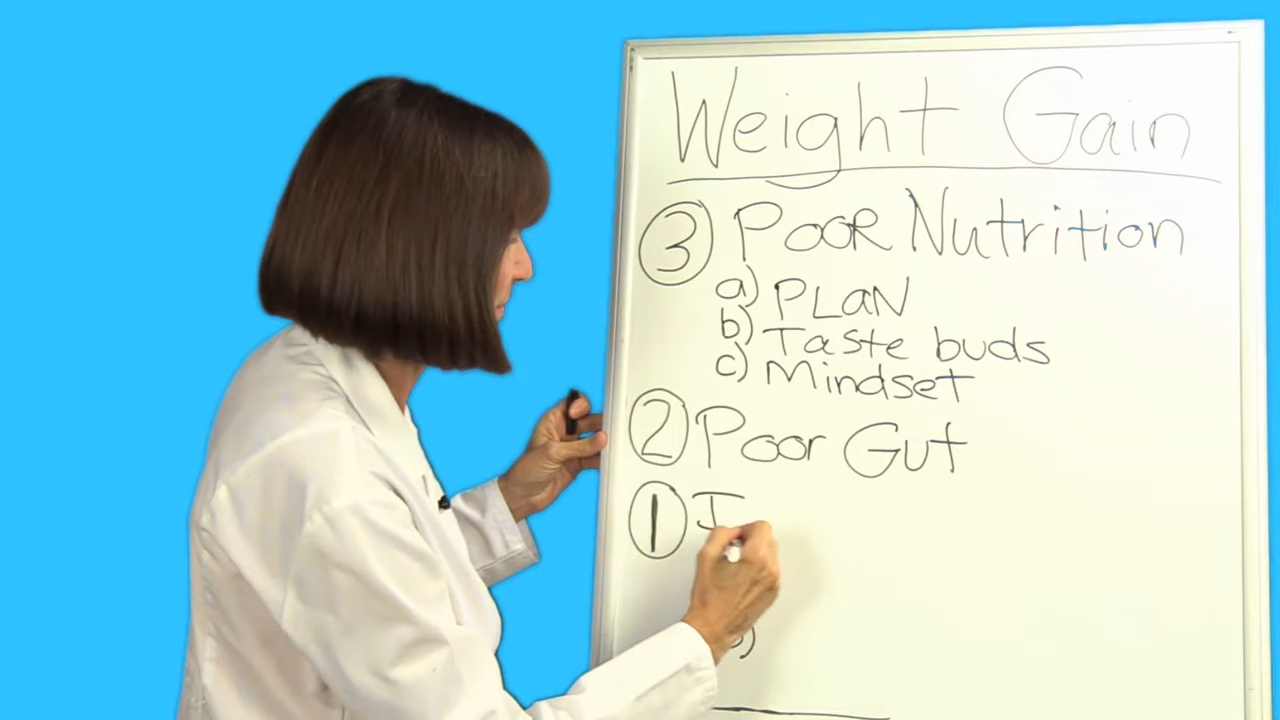 Weight Gain
③ POOR Nutrition
a) PLAN
b) Taste buds
c) Mindset
② Poor Gut
① I